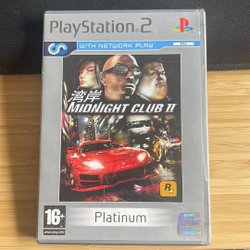 PlayStation®2
WITH NETWORK PLAY
湾岸
MIDNIGHT CLUB II
R
16+
Platinum